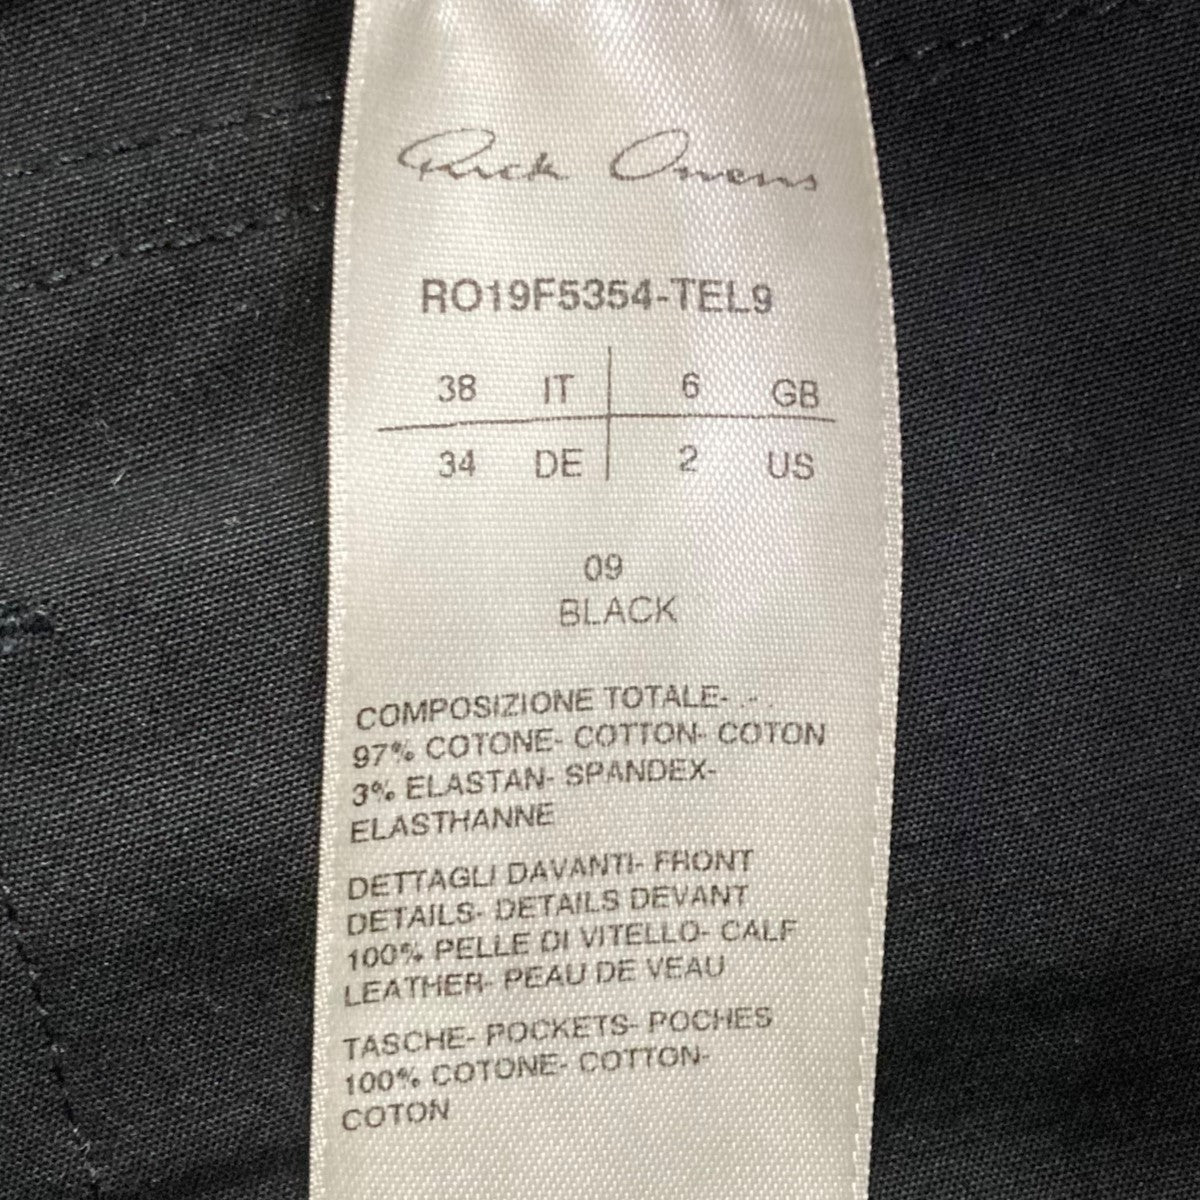 Rick Owens
RO19F5354-TEL9
38 IT 6 GB
34 DE 2 US
09
BLACK
COMPOSIZIONE TOTALE- .-.
97% COTONE- COTTON- COTON
3% ELASTAN- SPANDEX-
ELASTHANNE
DETTAGLI DAVANTI- FRONT
DETAILS- DETAILS DEVANT
100% PELLE DI VITELLO- CALF
LEATHER- PEAU DE VEAU
TASCHE- POCKETS- POCHES
100% COTONE- COTTON-
COTON